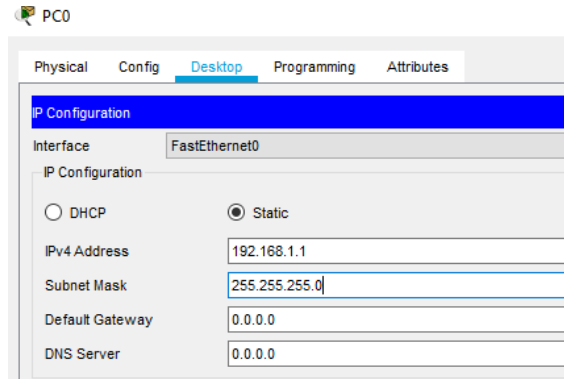 PC0
Physical Config Desktop Programming Attributes
IP Configuration
Interface FastEthernet0
IP Configuration
DHCP Static
IPv4 Address 192.168.1.1
Subnet Mask 255.255.255.0
Default Gateway 0.0.0.0
DNS Server 0.0.0.0